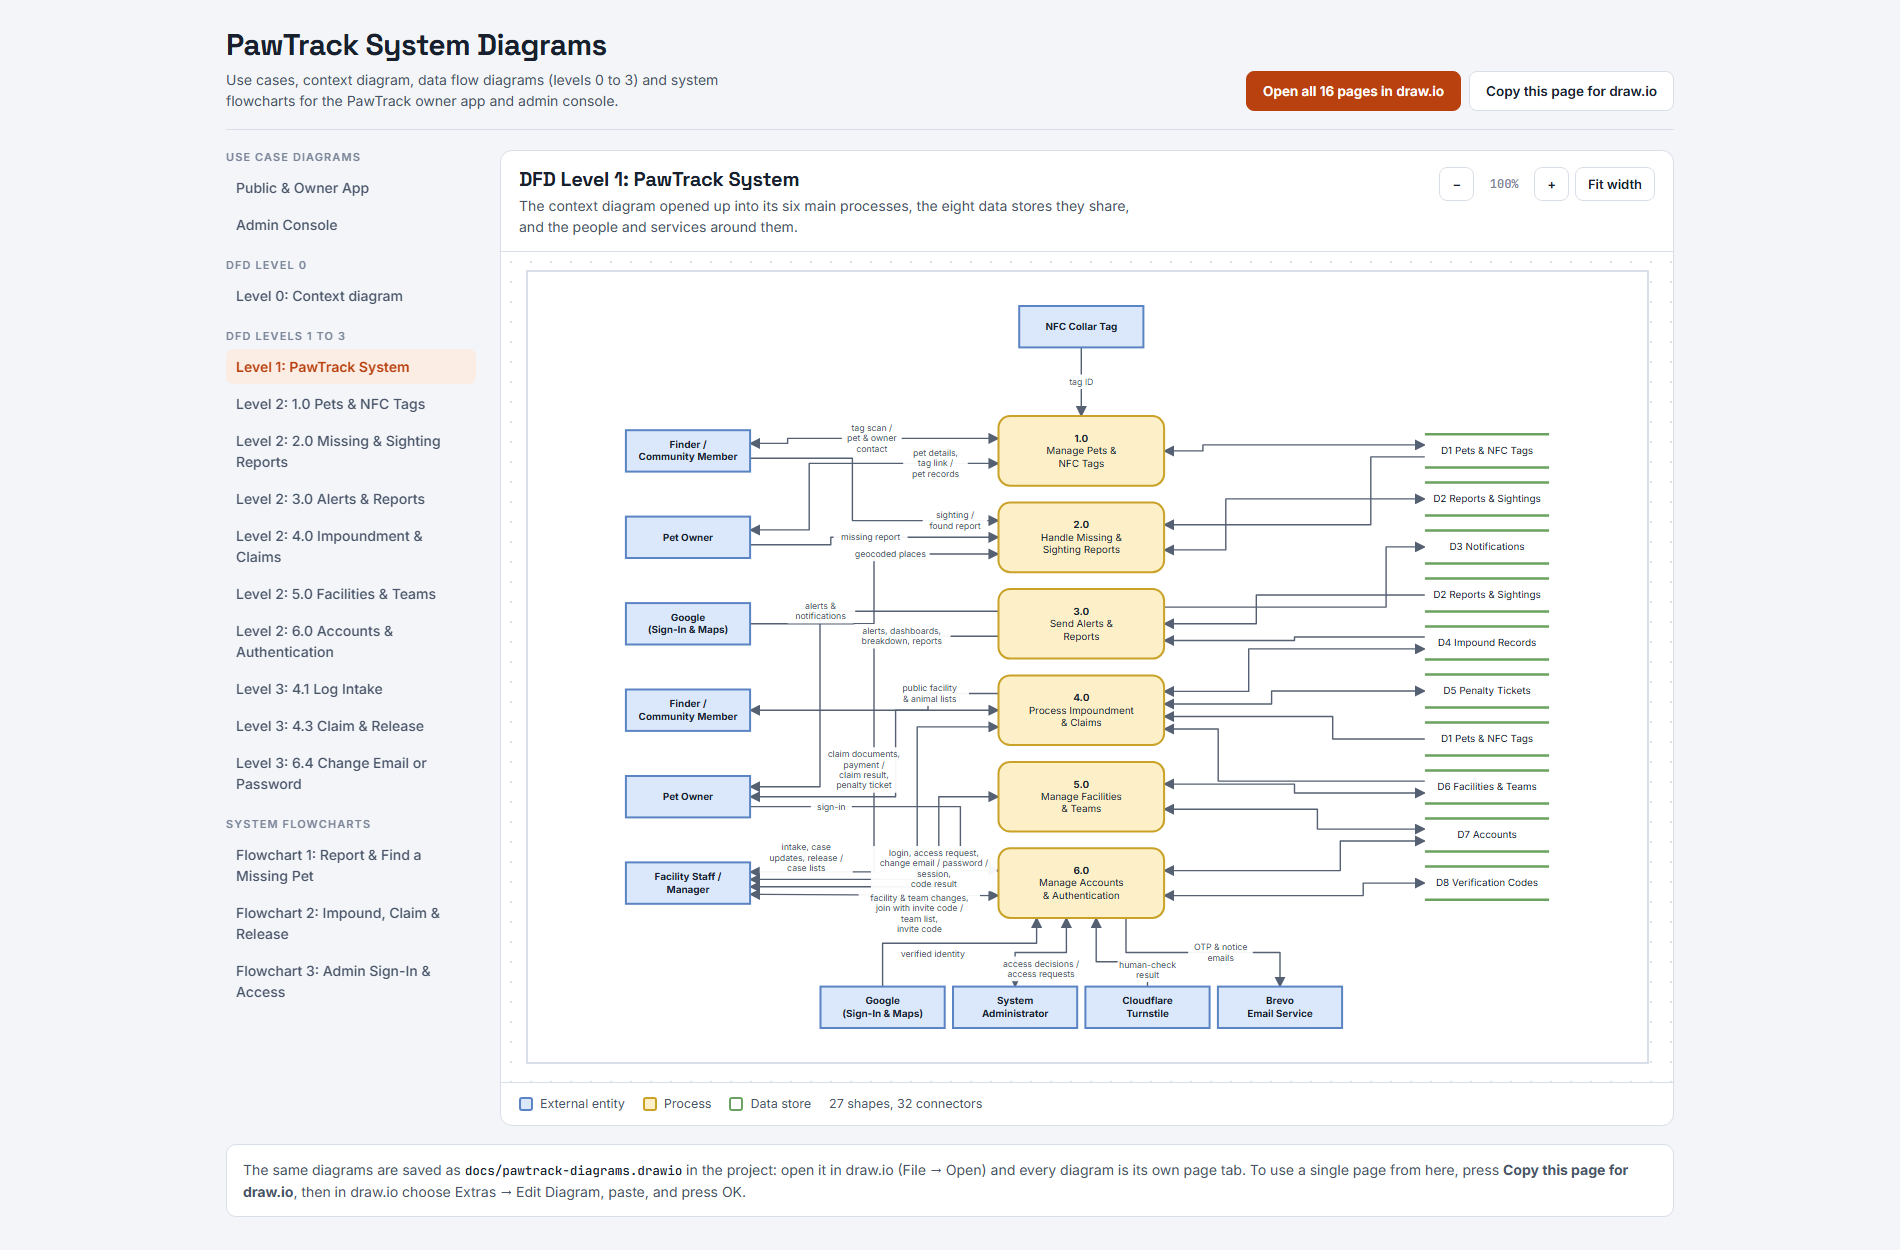 PawTrack System Diagrams
Use cases, context diagram, data flow diagrams (levels 0 to 3) and system
flowcharts for the PawTrack owner app and admin console.
Open all 16 pages in draw.io
Copy this page for draw.io
USE CASE DIAGRAMS
Public & Owner App
Admin Console
DFD LEVEL 0
Level 0: Context diagram
DFD LEVELS 1 TO 3
Level 1: PawTrack System
Level 2: 1.0 Pets & NFC Tags
Level 2: 2.0 Missing & Sighting
Reports
Level 2: 3.0 Alerts & Reports
Level 2: 4.0 Impoundment &
Claims
Level 2: 5.0 Facilities & Teams
Level 2: 6.0 Accounts &
Authentication
Level 3: 4.1 Log Intake
Level 3: 4.3 Claim & Release
Level 3: 6.4 Change Email or
Password
SYSTEM FLOWCHARTS
Flowchart 1: Report & Find a
Missing Pet
Flowchart 2: Impound, Claim &
Release
Flowchart 3: Admin Sign-In &
Access
DFD Level 1: PawTrack System
The context diagram opened up into its six main processes, the eight data stores they share,
and the people and services around them.
−
100%
+
Fit width
NFC Collar Tag
tag ID
Finder /
Community Member
tag scan /
pet & owner
contact
pet details,
tag link /
pet records
1.0
Manage Pets &
NFC Tags
D1 Pets & NFC Tags
D2 Reports & Sightings
Pet Owner
sighting /
found report
missing report
geocoded places
2.0
Handle Missing &
Sighting Reports
D3 Notifications
D2 Reports & Sightings
Google
(Sign-In & Maps)
alerts &
notifications
alerts, dashboards,
breakdown, reports
3.0
Send Alerts &
Reports
D4 Impound Records
Finder /
Community Member
public facility
& animal lists
4.0
Process Impoundment
& Claims
D5 Penalty Tickets
D1 Pets & NFC Tags
claim documents,
payment /
claim result,
penalty ticket
Pet Owner
sign-in
5.0
Manage Facilities
& Teams
D6 Facilities & Teams
D7 Accounts
Facility Staff /
Manager
intake, case
updates, release /
case lists
login, access request,
change email / password /
session,
code result
facility & team changes,
join with invite code /
team list,
invite code
6.0
Manage Accounts
& Authentication
D8 Verification Codes
verified identity
access decisions /
access requests
human-check
result
OTP & notice
emails
Google
(Sign-In & Maps)
System
Administrator
Cloudflare
Turnstile
Brevo
Email Service
External entity
Process
Data store
27 shapes, 32 connectors
The same diagrams are saved as docs/pawtrack-diagrams.drawio in the project: open it in draw.io (File → Open) and every diagram is its own page tab. To use a single page from here, press Copy this page for
draw.io, then in draw.io choose Extras → Edit Diagram, paste, and press OK.